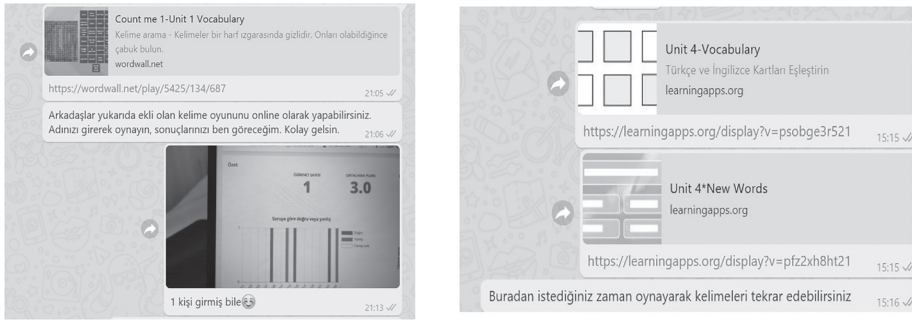 Count me 1-Unit 1 Vocabulary
Kelime arama - Kelimeler bir harf ızgarasında gizlidir. Onları olabildiğince
çabuk bulun.
wordwall.net
https://wordwall.net/play/5425/134/687
21:05
Arkadaşlar yukarıda ekli olan kelime oyununu online olarak yapabilirsiniz.
Adınızı girerek oynayın, sonuçlarınızı ben göreceğim. Kolay gelsin.
21:06
Özet
1
3.0
1 kişi girmiş bile
21:13
Unit 4-Vocabulary
Türkçe ve İngilizce Kartları Eşleştirin
learningapps.org
https://learningapps.org/display?v=psobge3r521
15:15
Unit 4*New Words
learningapps.org
https://learningapps.org/display?v=pfz2xh8ht21
15:15
Buradan istediğiniz zaman oynayarak kelimeleri tekrar edebilirsiniz
15:16